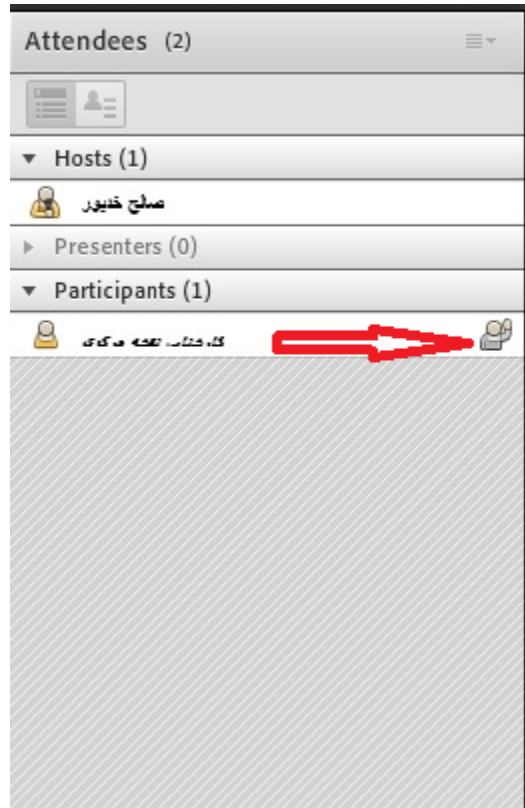 Attendees (2)
Hosts (1)
صالح خدیور
Presenters (0)
Participants (1)